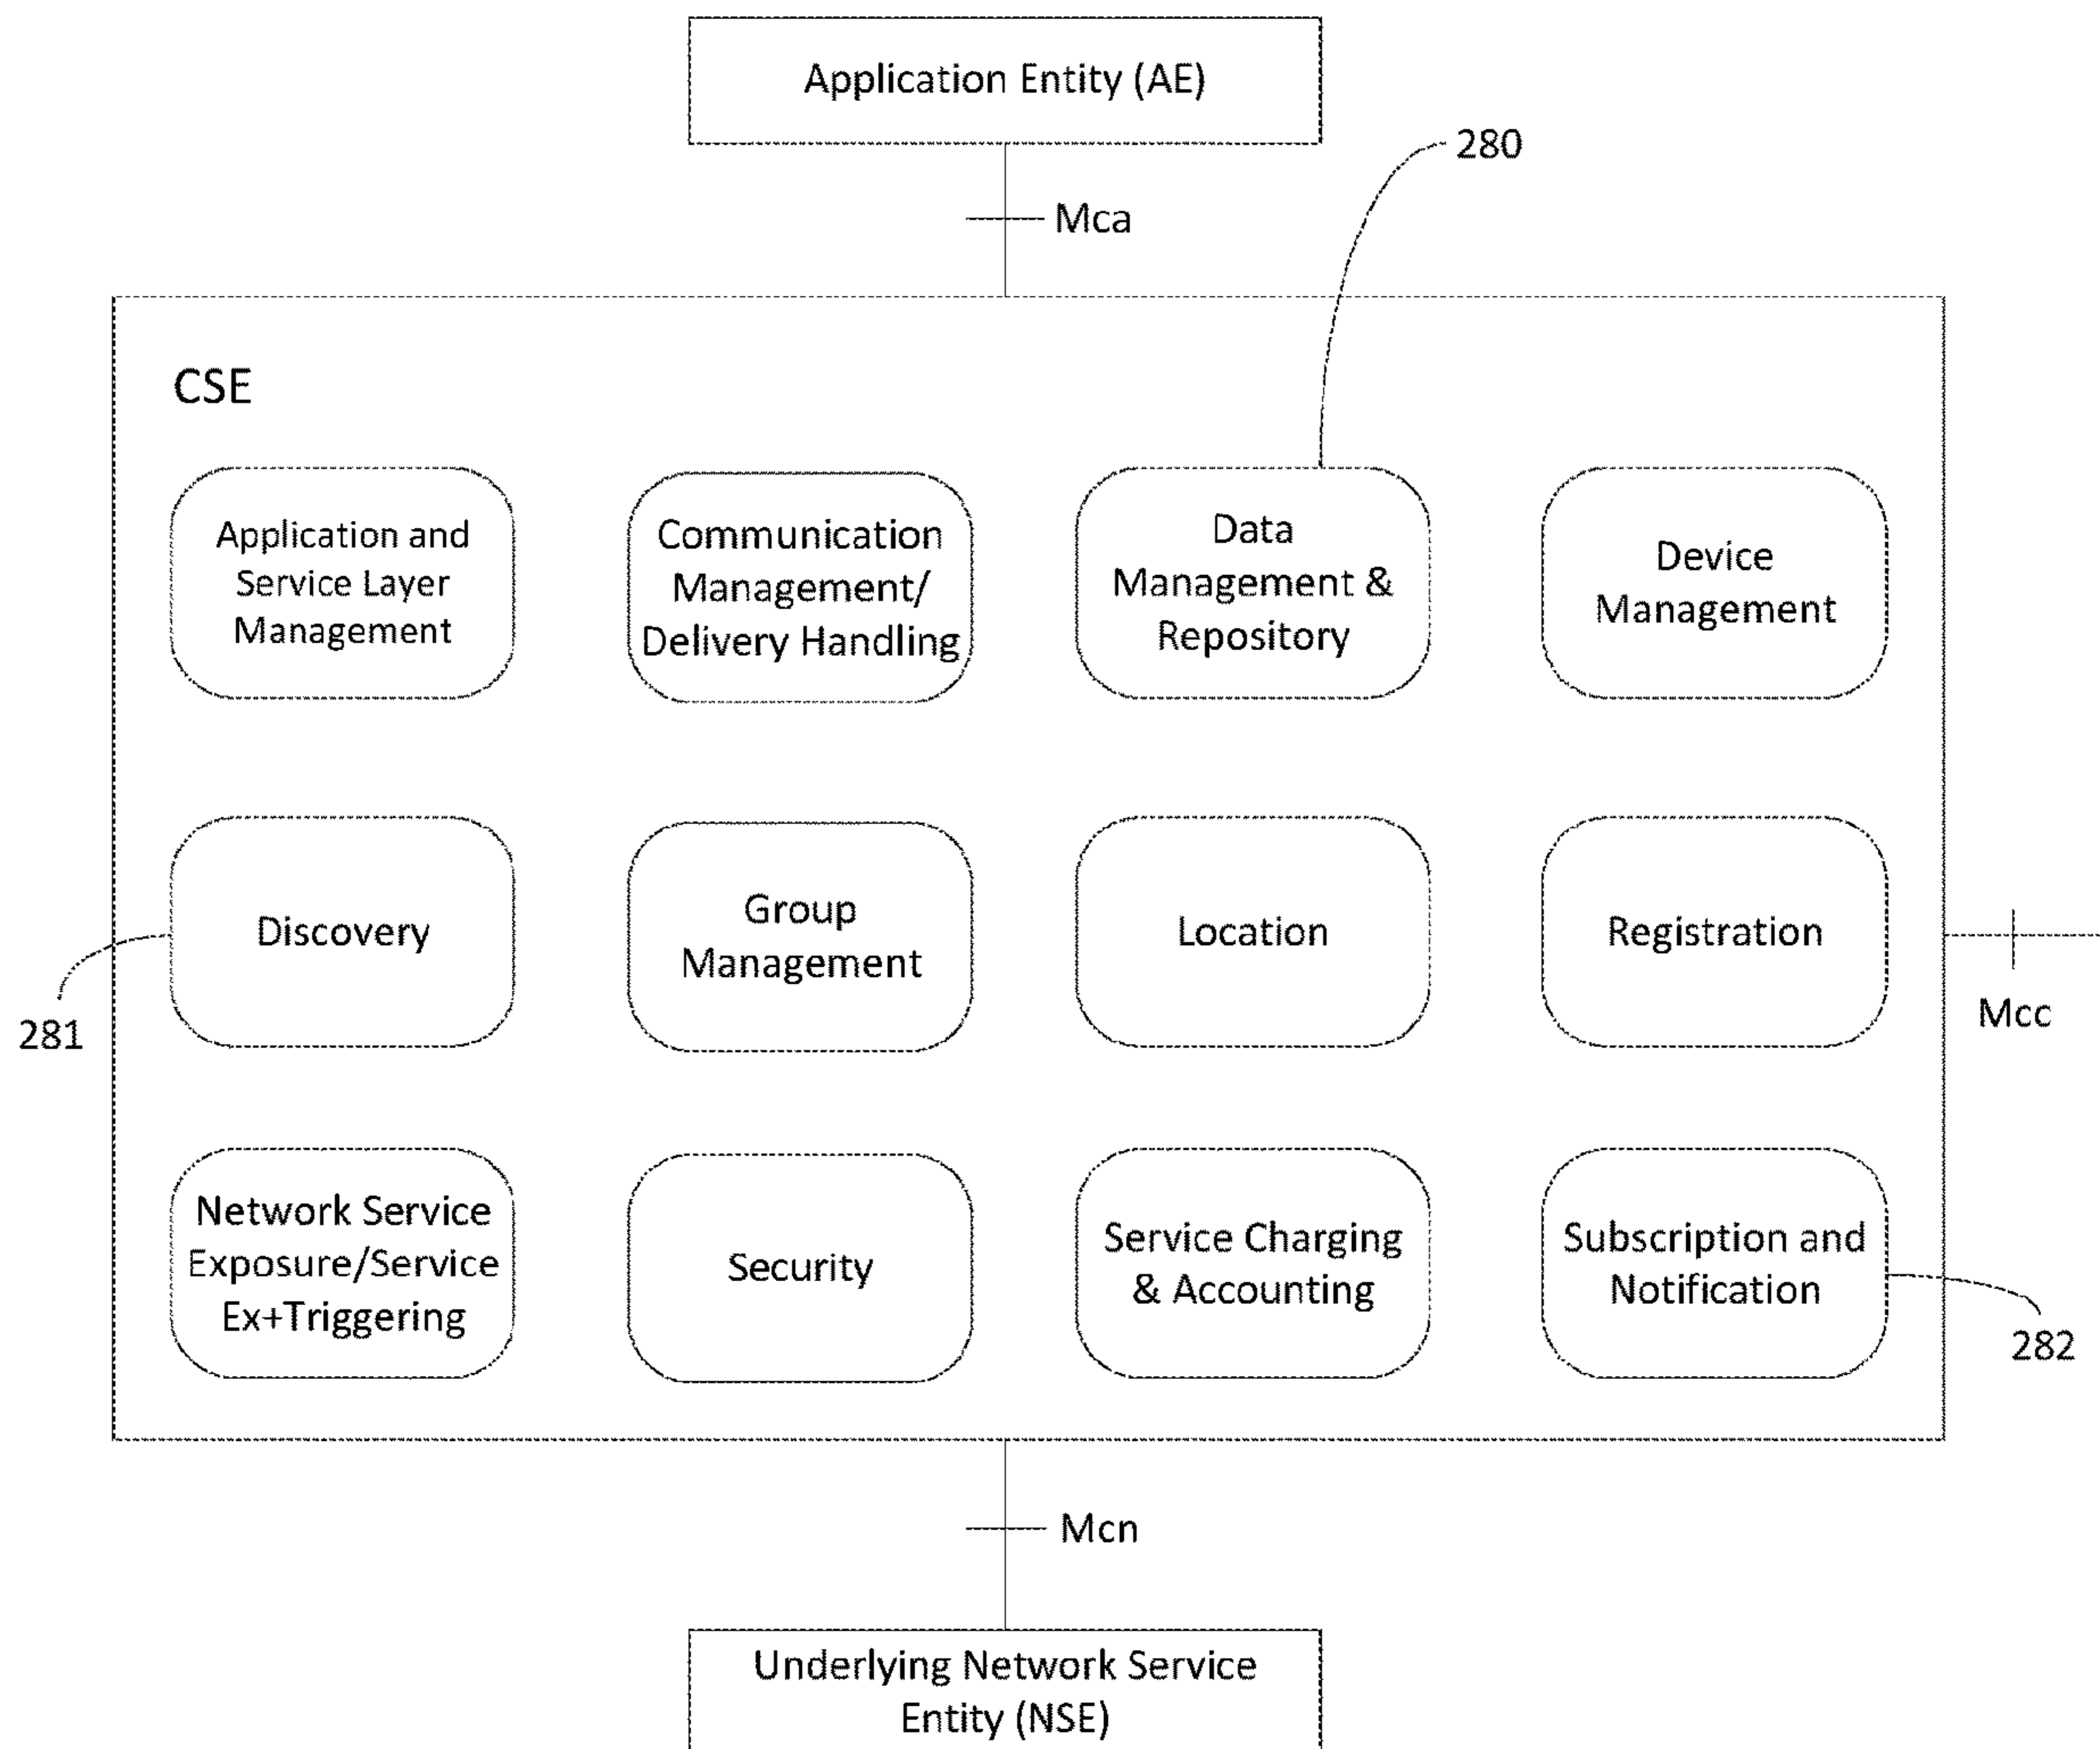 Application Entity (AE)
280
Mca
CSE
Application and
Service Layer
Management
Communication
Management/
Delivery Handling
Data
Management &
Repository
Device
Management
Discovery
Group
Management
Location
Registration
281
Mcc
Network Service
Exposure/Service
Ex+Triggering
Security
Service Charging
& Accounting
Subscription and
Notification
282
Mcn
Underlying Network Service
Entity (NSE)